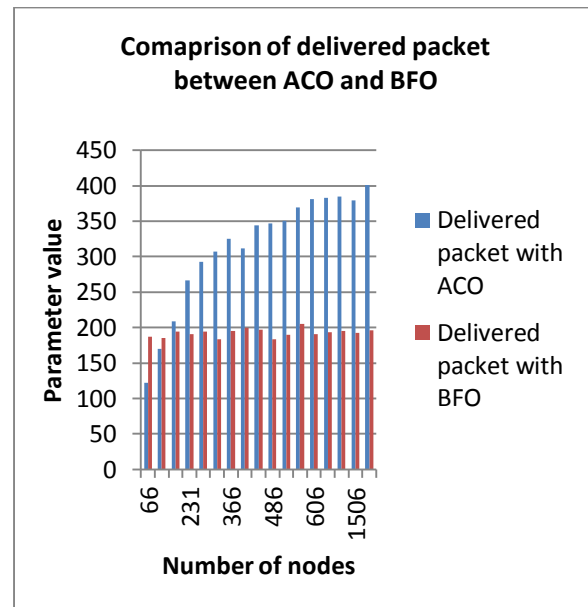 Comaprison of delivered packet
between ACO and BFO
450
400
350
300
250
200
150
100
50
0
Parameter value
66
231
366
486
606
1506
Number of nodes
Delivered
packet with
ACO
Delivered
packet with
BFO